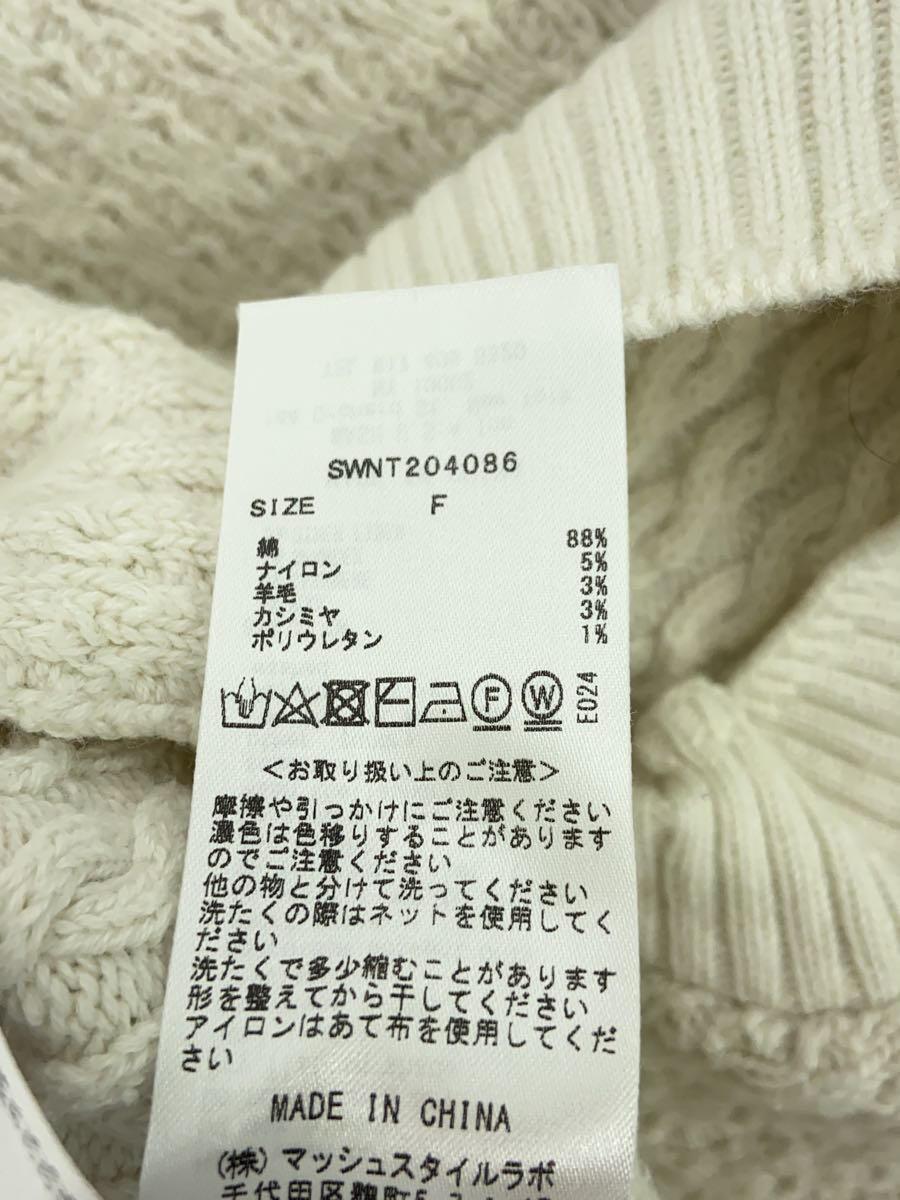 SWNT204086
SIZE F
綿 88%
ナイロン 5%
羊毛 3%
カシミヤ 3%
ポリウレタン 1%
F W E024
<お取り扱い上のご注意>
摩擦や引っかけにご注意ください
濃色は色移りすることがあります
のでご注意ください
他の物と分けて洗ってください
洗たくの際はネットを使用してく
ださい
洗たくで多少縮むことがあります
形を整えてから干してください
アイロンはあて布を使用してくだ
さい
MADE IN CHINA
(株) マッシュスタイルラボ
千代田区麹町5